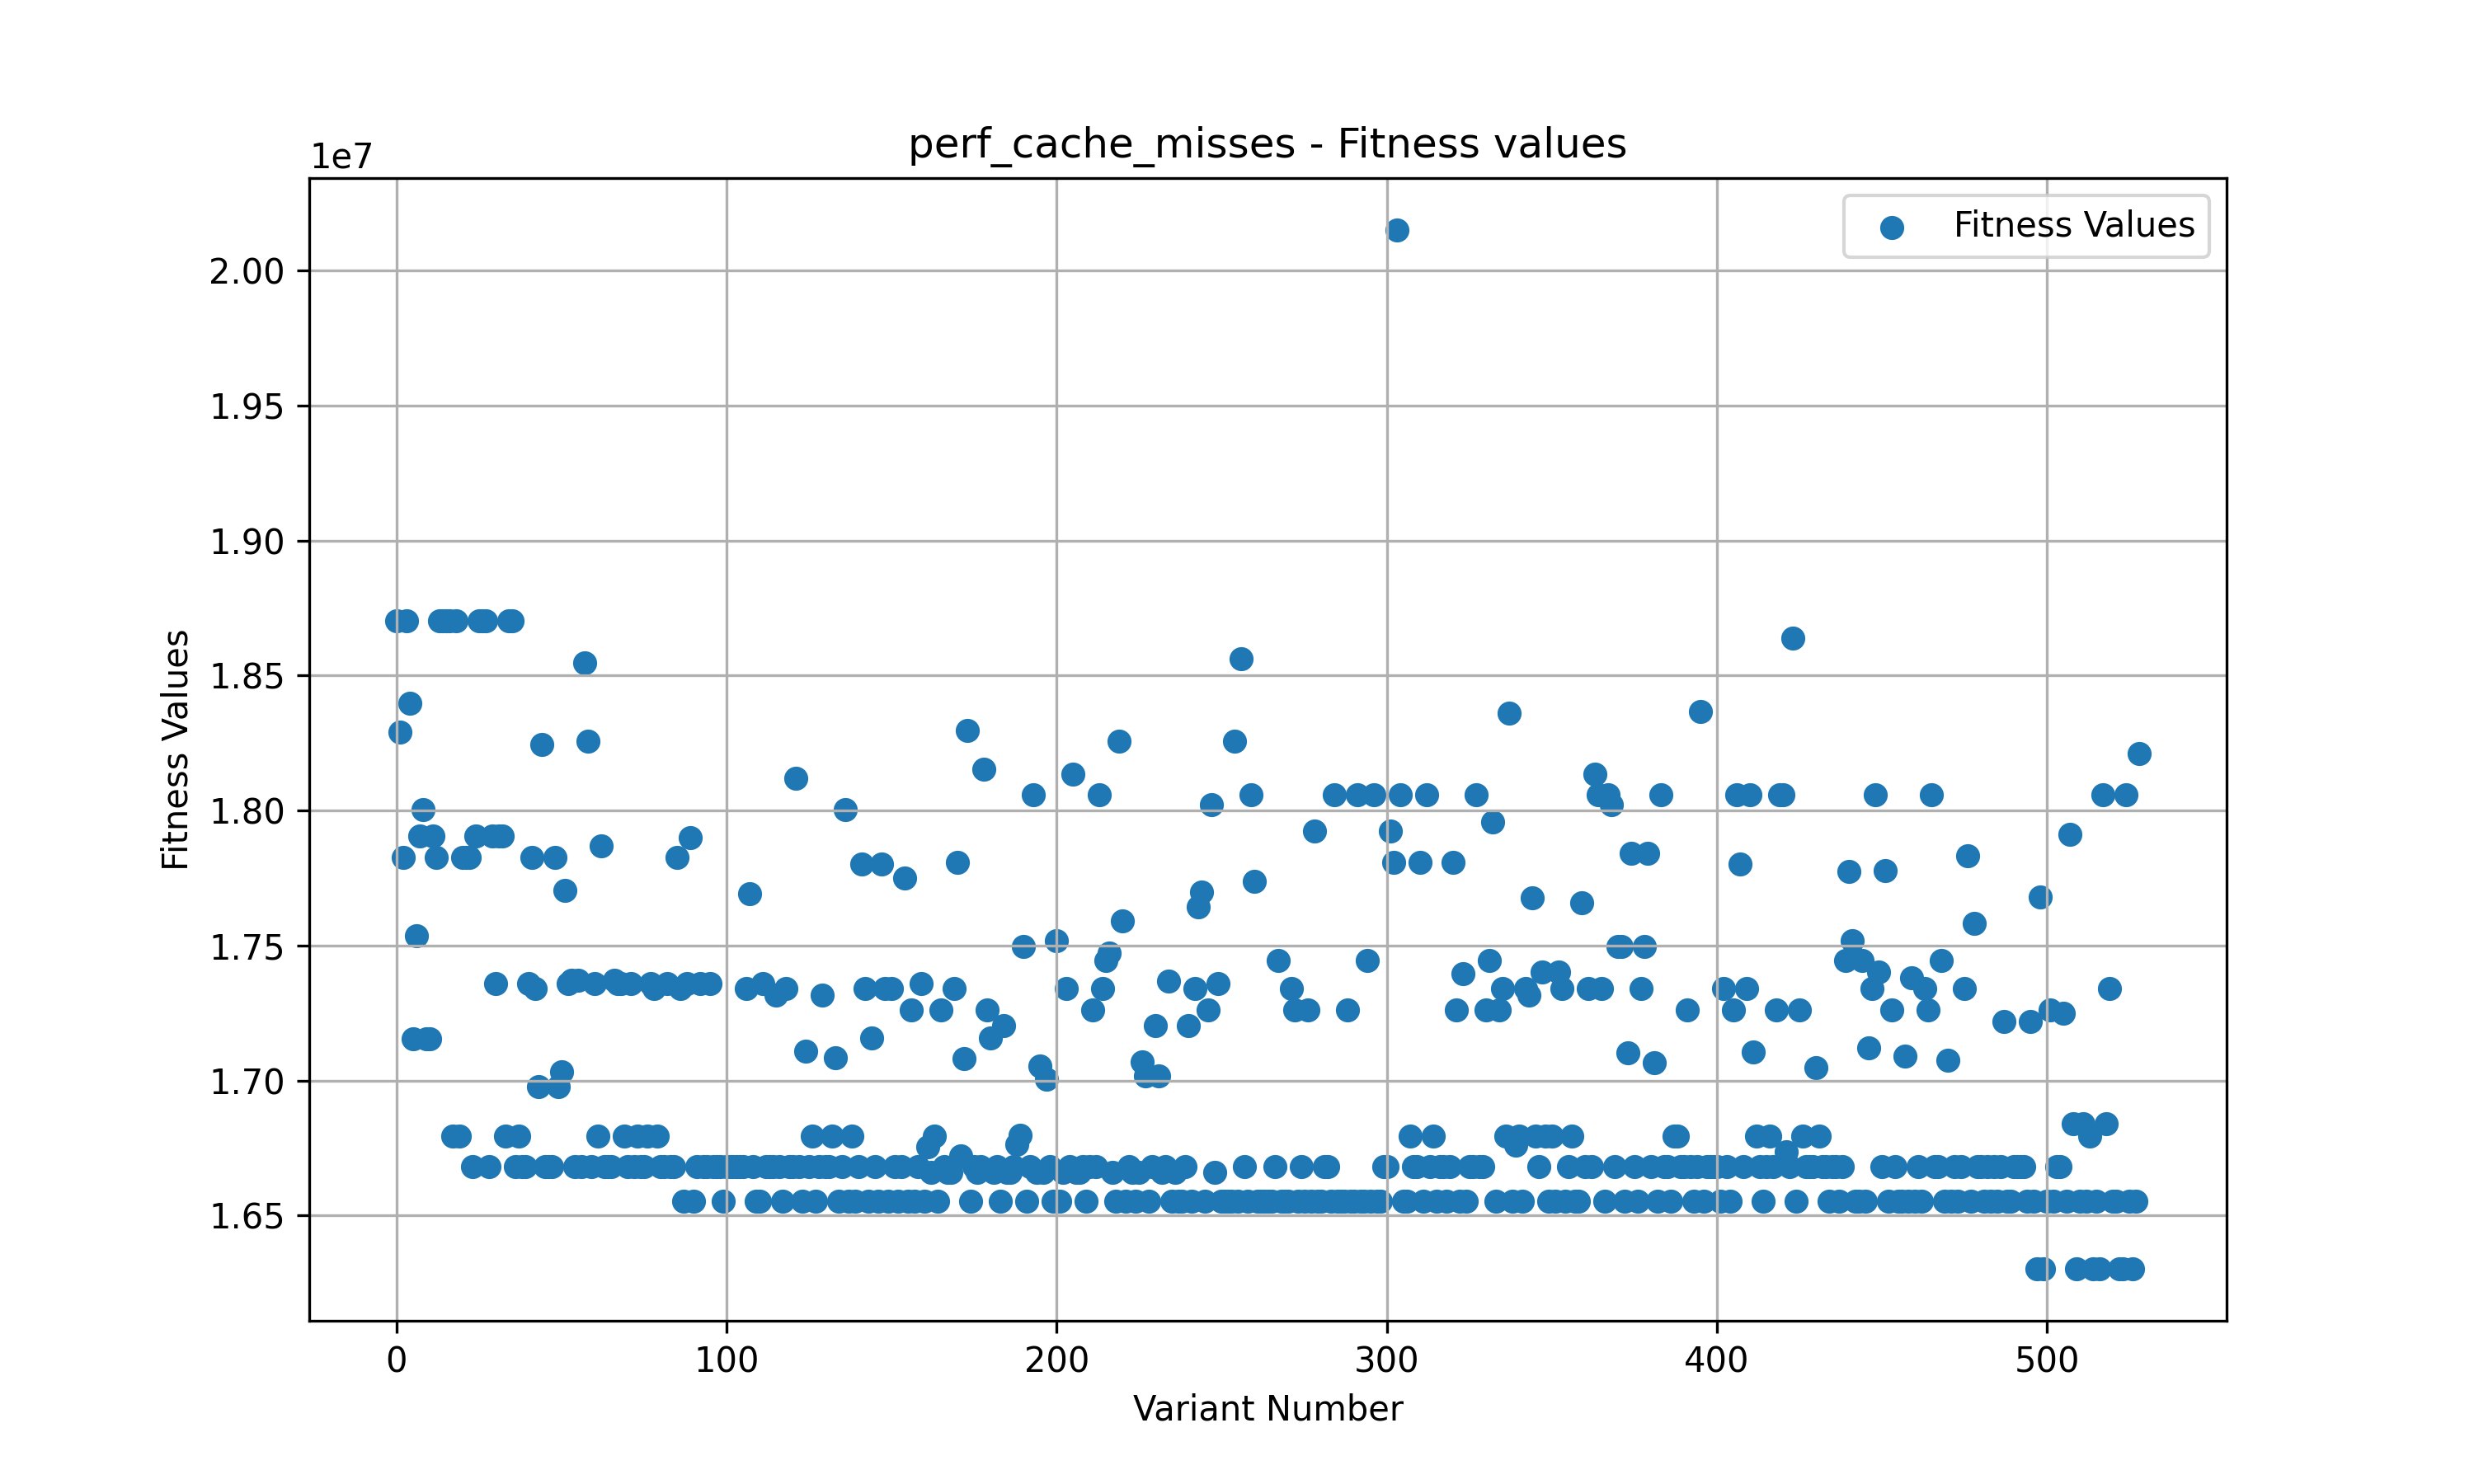 perf_cache_misses - Fitness values
1e7
Fitness Values
2.00
1.95
1.90
1.85
1.80
1.75
1.70
1.65
Fitness Values
0 100 200 300 400 500
Variant Number